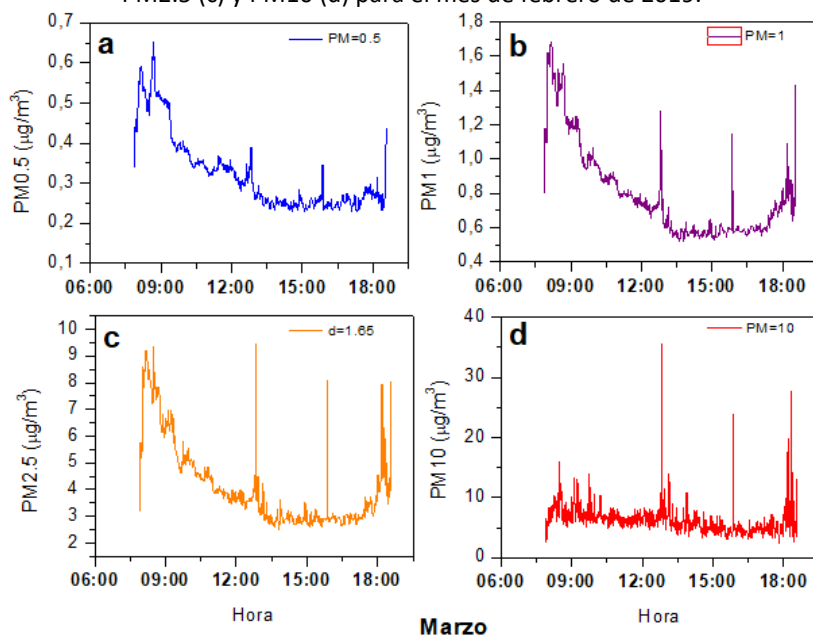 PM2.5 (c) y PM10 (d) para el mes de febrero de 2019.
a
PM=0.5
PM0.5 (μg/m³)
0,7
0,6
0,5
0,4
0,3
0,2
0,1
06:00 09:00 12:00 15:00 18:00
b
PM=1
PM1 (μg/m³)
1,8
1,6
1,4
1,2
1,0
0,8
0,6
0,4
06:00 09:00 12:00 15:00 18:00
c
d=1.65
PM2.5 (μg/m³)
10
9
8
7
6
5
4
3
2
06:00 09:00 12:00 15:00 18:00
Hora
d
PM=10
PM10 (μg/m³)
40
30
20
10
0
06:00 09:00 12:00 15:00 18:00
Hora
Marzo